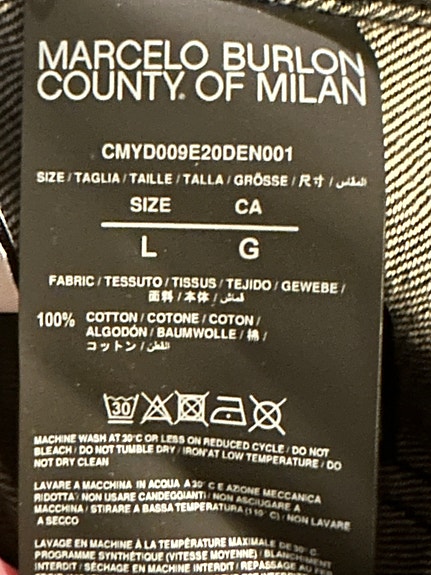 MARCELO BURLON
COUNTY OF MILAN
CMYD009E20DEN001
SIZE / TAGLIA / TAILLE / TALLA / GRÖSSE / 尺寸 / المقاس
SIZE CA
L G
FABRIC / TESSUTO / TISSUS / TEJIDO / GEWEBE /
面料 / 本体 / قماش
100% COTTON / COTONE / COTON /
ALGODÓN / BAUMWOLLE / 棉 /
コットン / القطن
30
MACHINE WASH AT 30°C OR LESS ON REDUCED CYCLE / DO NOT
BLEACH / DO NOT TUMBLE DRY / IRON AT LOW TEMPERATURE / DO
NOT DRY CLEAN
LAVARE A MACCHINA IN ACQUA A 30° C E AZIONE MECCANICA
RIDOTTA / NON USARE CANDEGGIANTI / NON ASCIUGARE A
MACCHINA / STIRARE A BASSA TEMPERATURA (110° C) / NON LAVARE
A SECCO
LAVAGE EN MACHINE À LA TEMPÉRATURE MAXIMALE DE 30° C
PROGRAMME SYNTHÉTIQUE (VITESSE MOYENNE) / BLANCHIMENT
INTERDIT / SÉCHAGE EN MACHINE INTERDIT / REPASSAGE AU